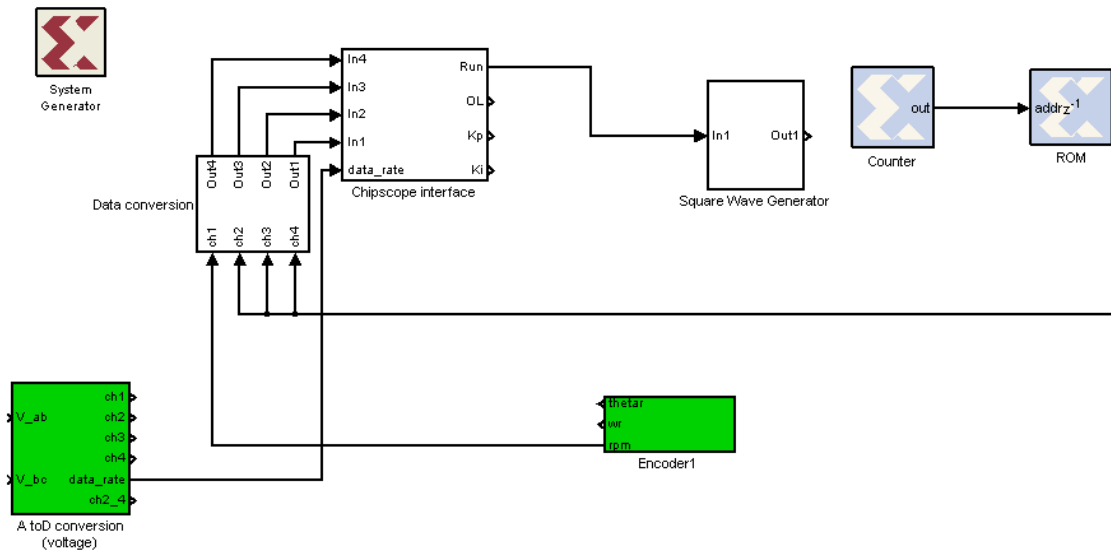 System
Generator
In4
In3
In2
In1
data_rate
Run
OL
Kp
Ki
Chipscope interface
In1
Out1
Square Wave Generator
out
Counter
addr z-1
ROM
Out4
Out3
Out2
Out1
ch1
ch2
ch3
ch4
Data conversion
V_ab
V_bc
ch1
ch2
ch3
ch4
data_rate
ch2_4
A toD conversion
(voltage)
thetar
wr
rpm
Encoder1